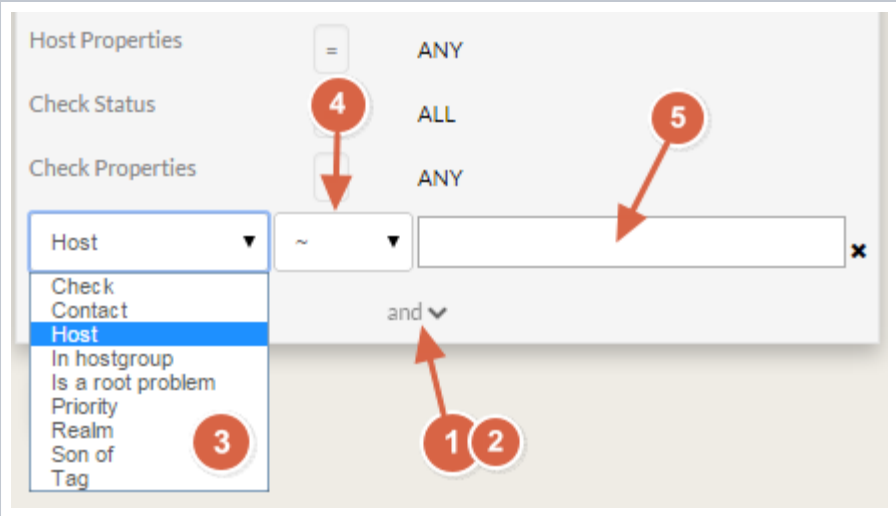 Host Properties = ANY
Check Status 4 ALL 5
Check Properties ANY
Host ~
Check
Contact and
Host
In hostgroup
Is a root problem
Priority
Realm 3 1 2
Son of
Tag